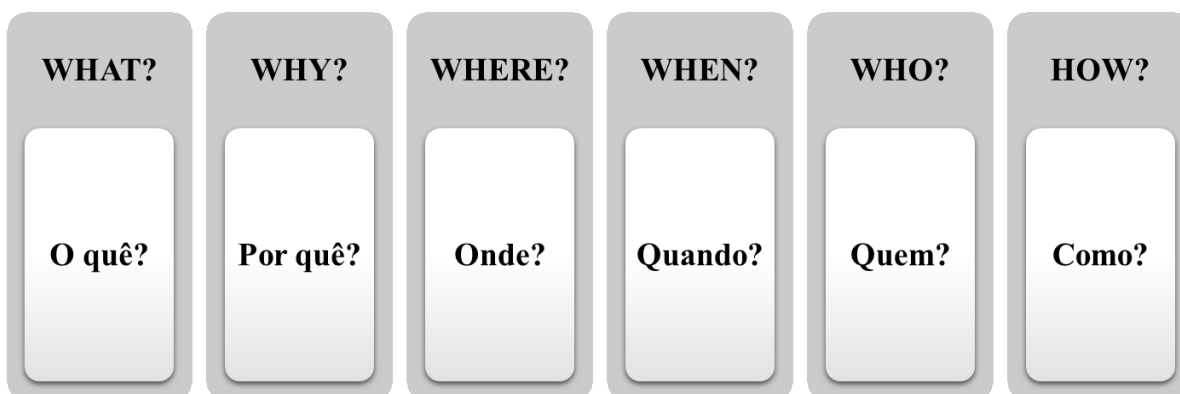 WHAT?
WHY?
WHERE?
WHEN?
WHO?
HOW?
O quê?
Por quê?
Onde?
Quando?
Quem?
Como?